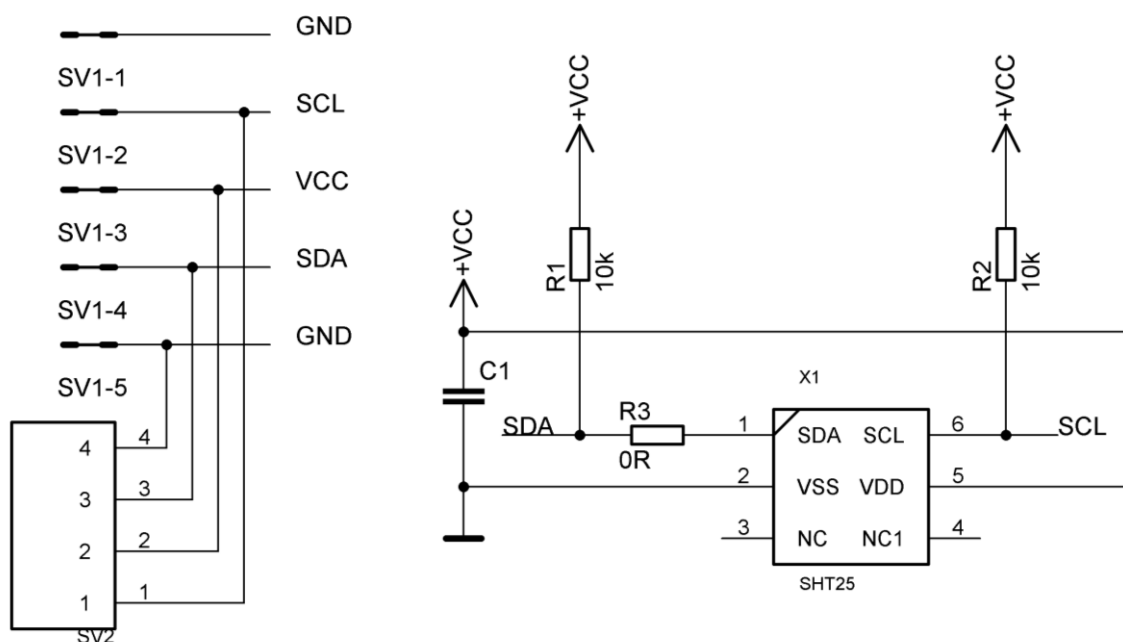 GND
SV1-1
SCL
SV1-2
VCC
SV1-3
SDA
SV1-4
GND
SV1-5
4 4
3 3
2 2
1 1
SV2
+VCC
C1
+VCC
R1
10k
SDA
R3
0R
+VCC
R2
10k
X1
1 SDA SCL 6
SCL
2 VSS VDD 5
3 NC NC1 4
SHT25